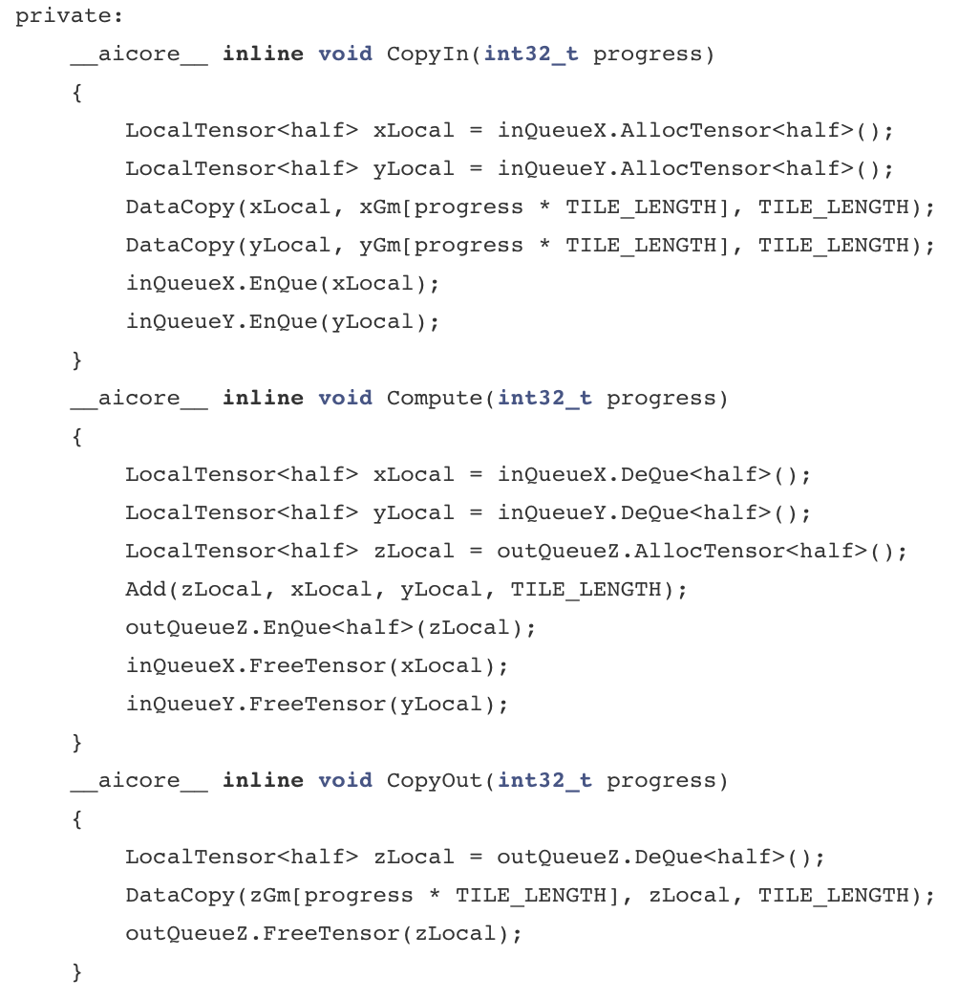 private:
    __aicore__ inline void CopyIn(int32_t progress)
    {
        LocalTensor<half> xLocal = inQueueX.AllocTensor<half>();
        LocalTensor<half> yLocal = inQueueY.AllocTensor<half>();
        DataCopy(xLocal, xGm[progress * TILE_LENGTH], TILE_LENGTH);
        DataCopy(yLocal, yGm[progress * TILE_LENGTH], TILE_LENGTH);
        inQueueX.EnQue(xLocal);
        inQueueY.EnQue(yLocal);
    }
    __aicore__ inline void Compute(int32_t progress)
    {
        LocalTensor<half> xLocal = inQueueX.DeQue<half>();
        LocalTensor<half> yLocal = inQueueY.DeQue<half>();
        LocalTensor<half> zLocal = outQueueZ.AllocTensor<half>();
        Add(zLocal, xLocal, yLocal, TILE_LENGTH);
        outQueueZ.EnQue<half>(zLocal);
        inQueueX.FreeTensor(xLocal);
        inQueueY.FreeTensor(yLocal);
    }
    __aicore__ inline void CopyOut(int32_t progress)
    {
        LocalTensor<half> zLocal = outQueueZ.DeQue<half>();
        DataCopy(zGm[progress * TILE_LENGTH], zLocal, TILE_LENGTH);
        outQueueZ.FreeTensor(zLocal);
    }